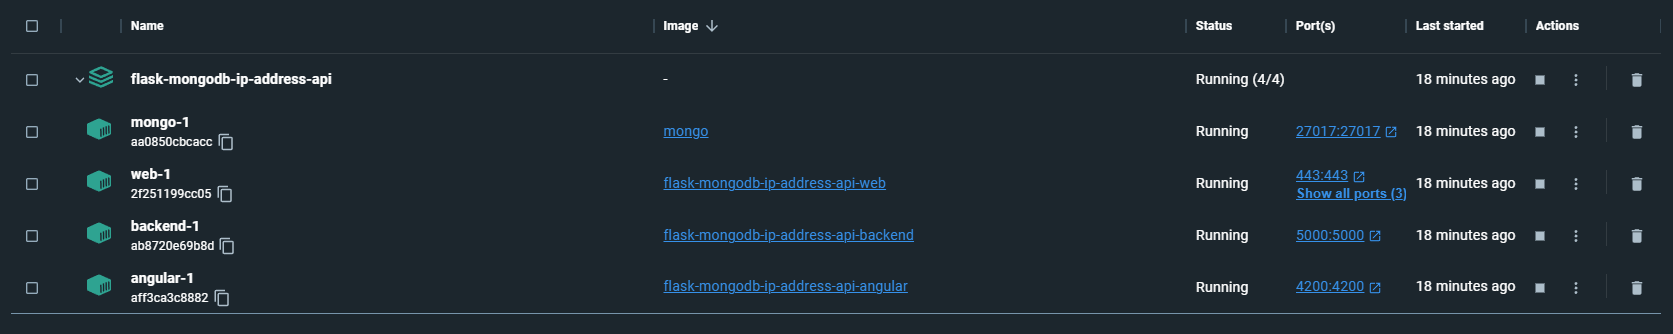 Name Image Status Port(s) Last started Actions
flask-mongodb-ip-address-api - Running (4/4) 18 minutes ago
mongo-1
aa0850cbcacc mongo Running 27017:27017 18 minutes ago
web-1
2f251199cc05 flask-mongodb-ip-address-api-web Running 443:443 18 minutes ago
Show all ports (3)
backend-1
ab8720e69b8d flask-mongodb-ip-address-api-backend Running 5000:5000 18 minutes ago
angular-1
aff3ca3c8882 flask-mongodb-ip-address-api-angular Running 4200:4200 18 minutes ago